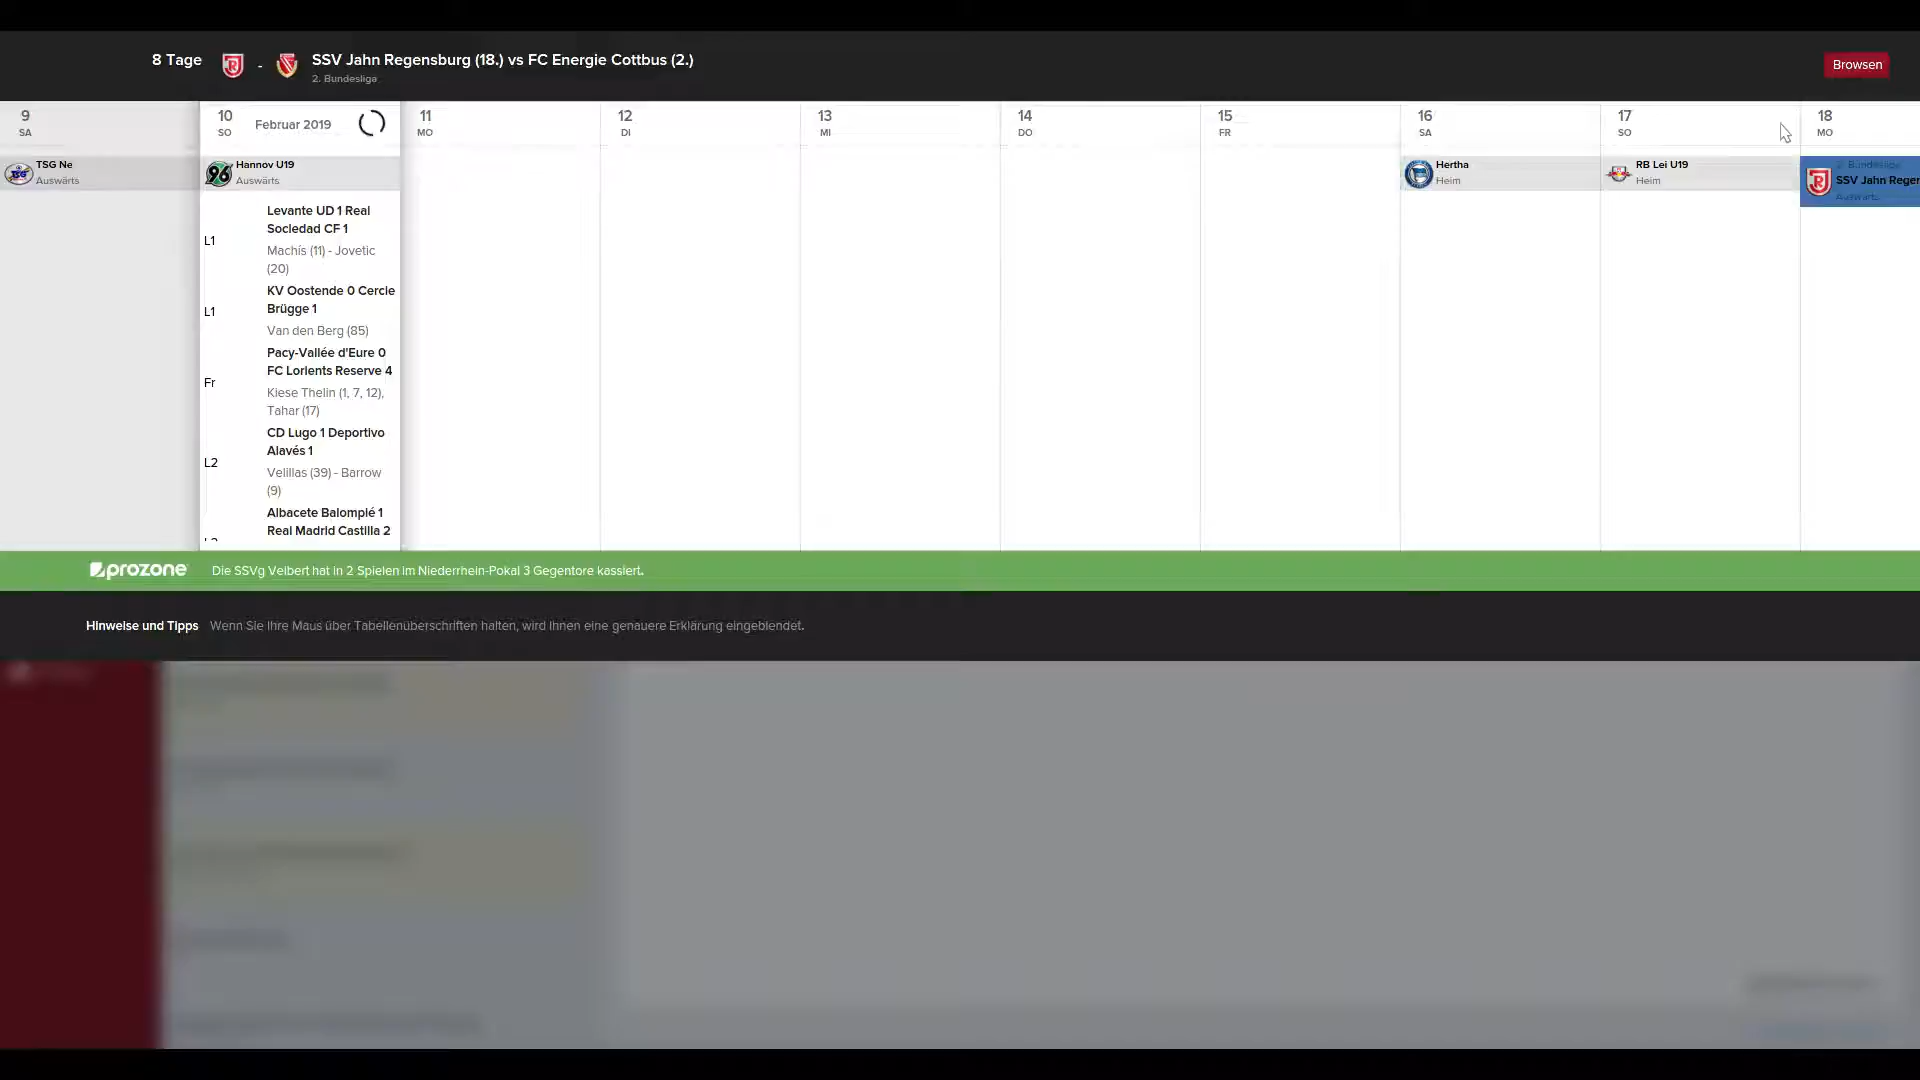 8 Tage
-
SSV Jahn Regensburg (18.) vs FC Energie Cottbus (2.)
2. Bundesliga
Browsen
9
SA
10
SO
Februar 2019
11
MO
12
DI
13
MI
14
DO
15
FR
16
SA
17
SO
18
MO
TSG Ne
Auswärts
96
Hannov U19
Auswärts
Hertha
Heim
RB Lei U19
Heim
2. Bundesliga
SSV Jahn Reger
Auswärts
L1
Levante UD 1 Real
Sociedad CF 1
Machís (11) - Jovetic
(20)
L1
KV Oostende 0 Cercle
Brügge 1
Van den Berg (85)
Fr
Pacy-Vallée d'Eure 0
FC Lorients Reserve 4
Kiese Thelin (1, 7, 12),
Tahar (17)
L2
CD Lugo 1 Deportivo
Alavés 1
Velillas (39) - Barrow
(9)
Albacete Balompié 1
Real Madrid Castilla 2
prozone
Die SSVg Velbert hat in 2 Spielen im Niederrhein-Pokal 3 Gegentore kassiert.
Hinweise und Tipps
Wenn Sie Ihre Maus über Tabellenüberschriften halten, wird Ihnen eine genauere Erklärung eingeblendet.